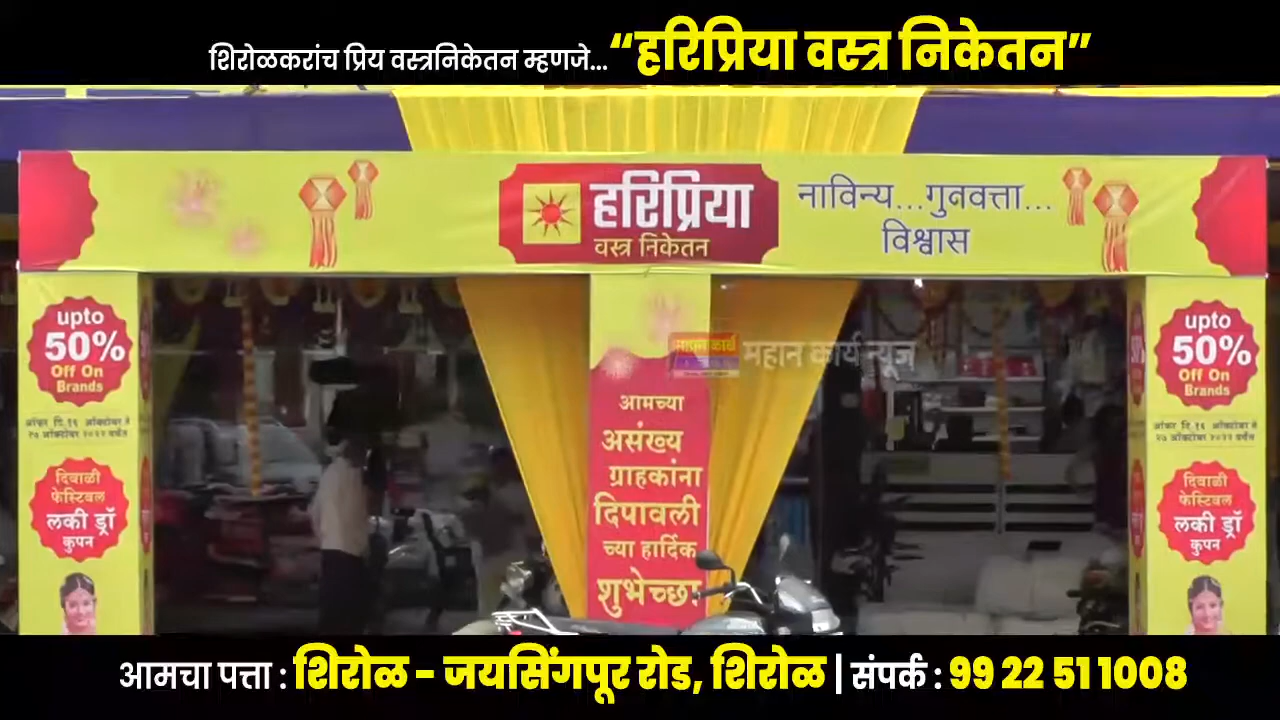 शिरोळकरांच प्रिय वस्त्रनिकेतन म्हणजे... “हरिप्रिया वस्त्र निकेतन”
हरिप्रिया
वस्त्र निकेतन
नाविन्य...गुनवत्ता...
विश्वास
upto
50%
Off On
Brands
दिवाळी
फेस्टिवल
लकी ड्रॉ
कुपन
महान कार्य न्यूज
आमच्या
असंख्य
ग्राहकांना
दिपावली
च्या हार्दिक
शुभेच्छा
upto
50%
Off On
Brands
दिवाळी
फेस्टिवल
लकी ड्रॉ
कुपन
आमचा पत्ता : शिरोळ - जयसिंगपूर रोड, शिरोळ | संपर्क : 99 22 51 1008